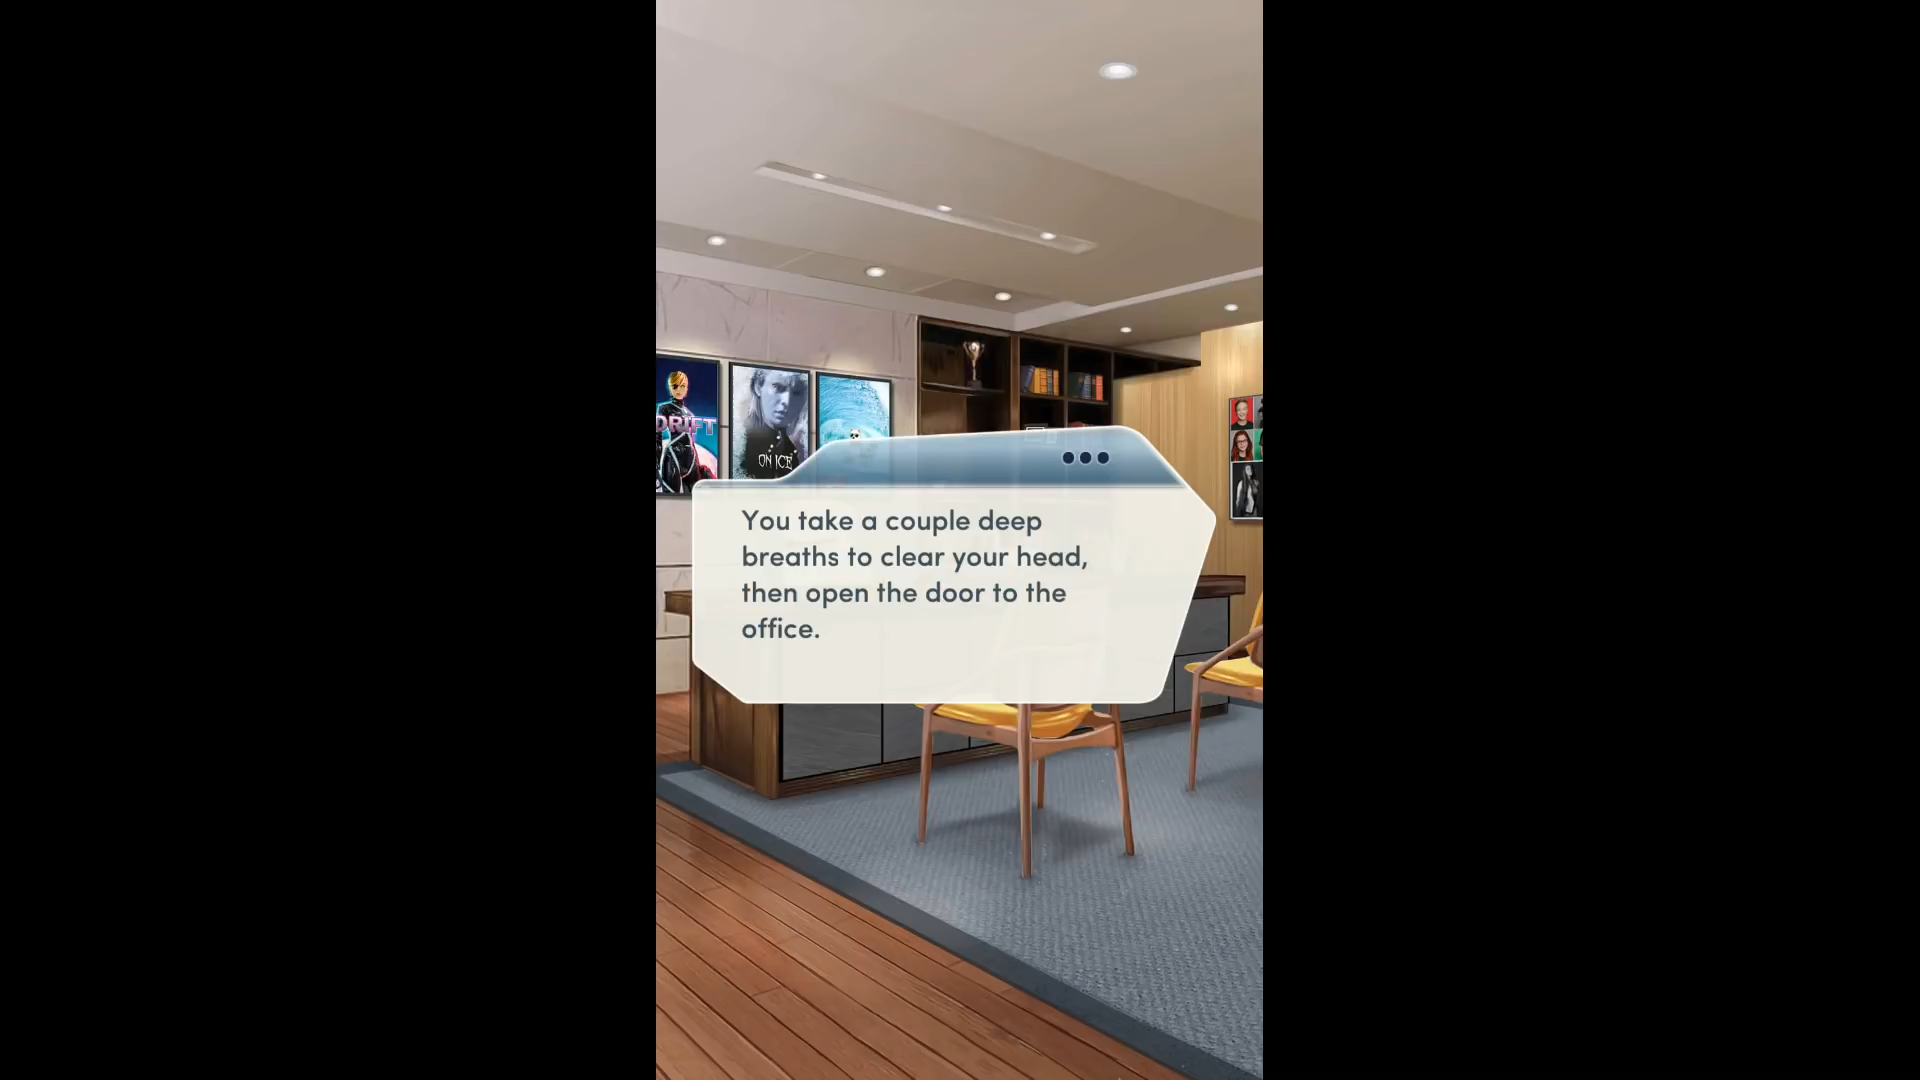 DRIFT
ON ICE
You take a couple deep
breaths to clear your head,
then open the door to the
office.